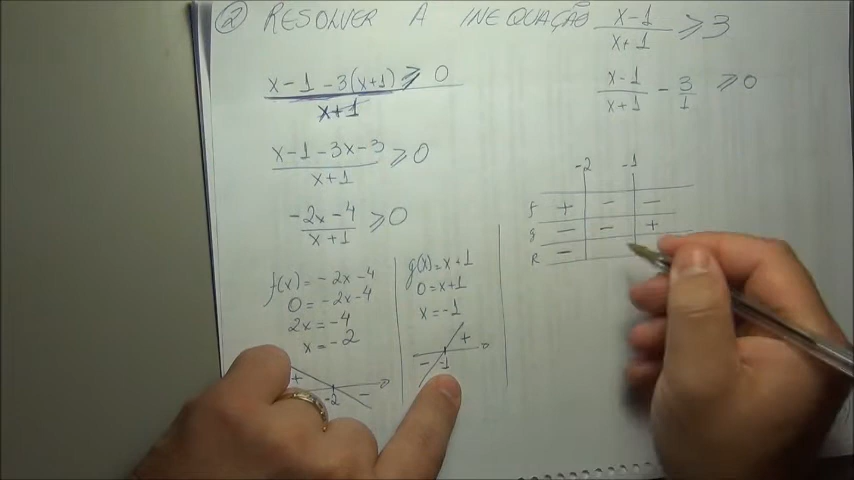 2 RESOLVER A INEQUAÇÃO x-1/x+1 ≥ 3
x-1/x+1 - 3/1 ≥ 0
x-1-3(x+1)/x+1 ≥ 0
x-1-3x-3/x+1 ≥ 0
-2x-4/x+1 ≥ 0
f(x) = -2x-4
0 = -2x-4
2x = -4
x = -2
+ -2 -
g(x) = x+1
0 = x+1
x = -1
- -1 +
-2 -1
f + - -
g - - +
R -